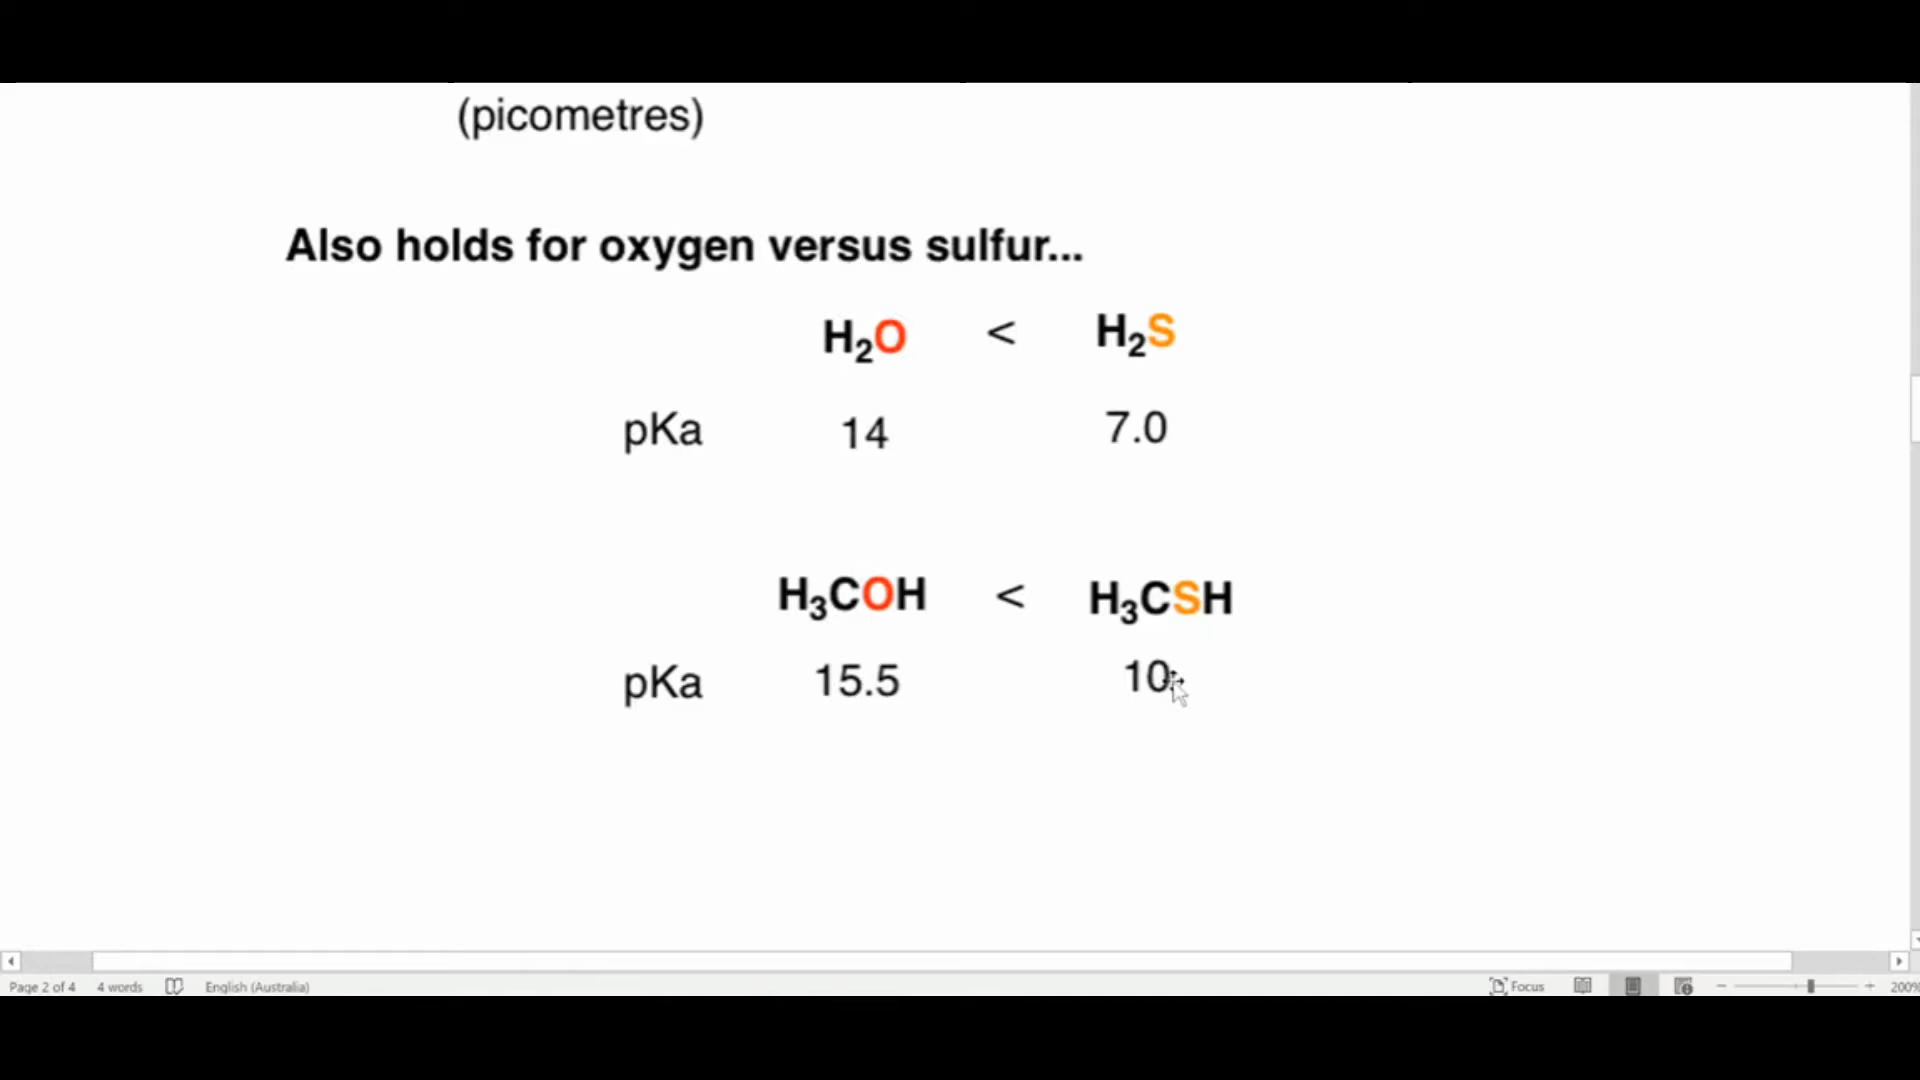 (picometres)
Also holds for oxygen versus sulfur...
H₂O < H₂S
pKa 14 7.0
H₃COH < H₃CSH
pKa 15.5 10
Page 2 of 4 4 words English (Australia) Focus 200%